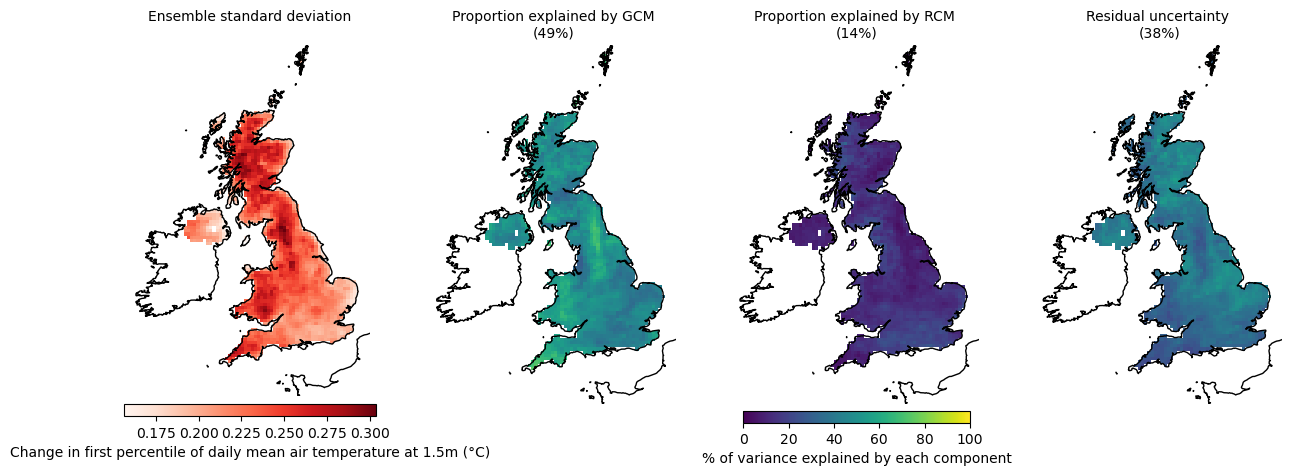 Ensemble standard deviation
Proportion explained by GCM
(49%)
Proportion explained by RCM
(14%)
Residual uncertainty
(38%)
0.175 0.200 0.225 0.250 0.275 0.300
Change in first percentile of daily mean air temperature at 1.5m (°C)
0 20 40 60 80 100
% of variance explained by each component